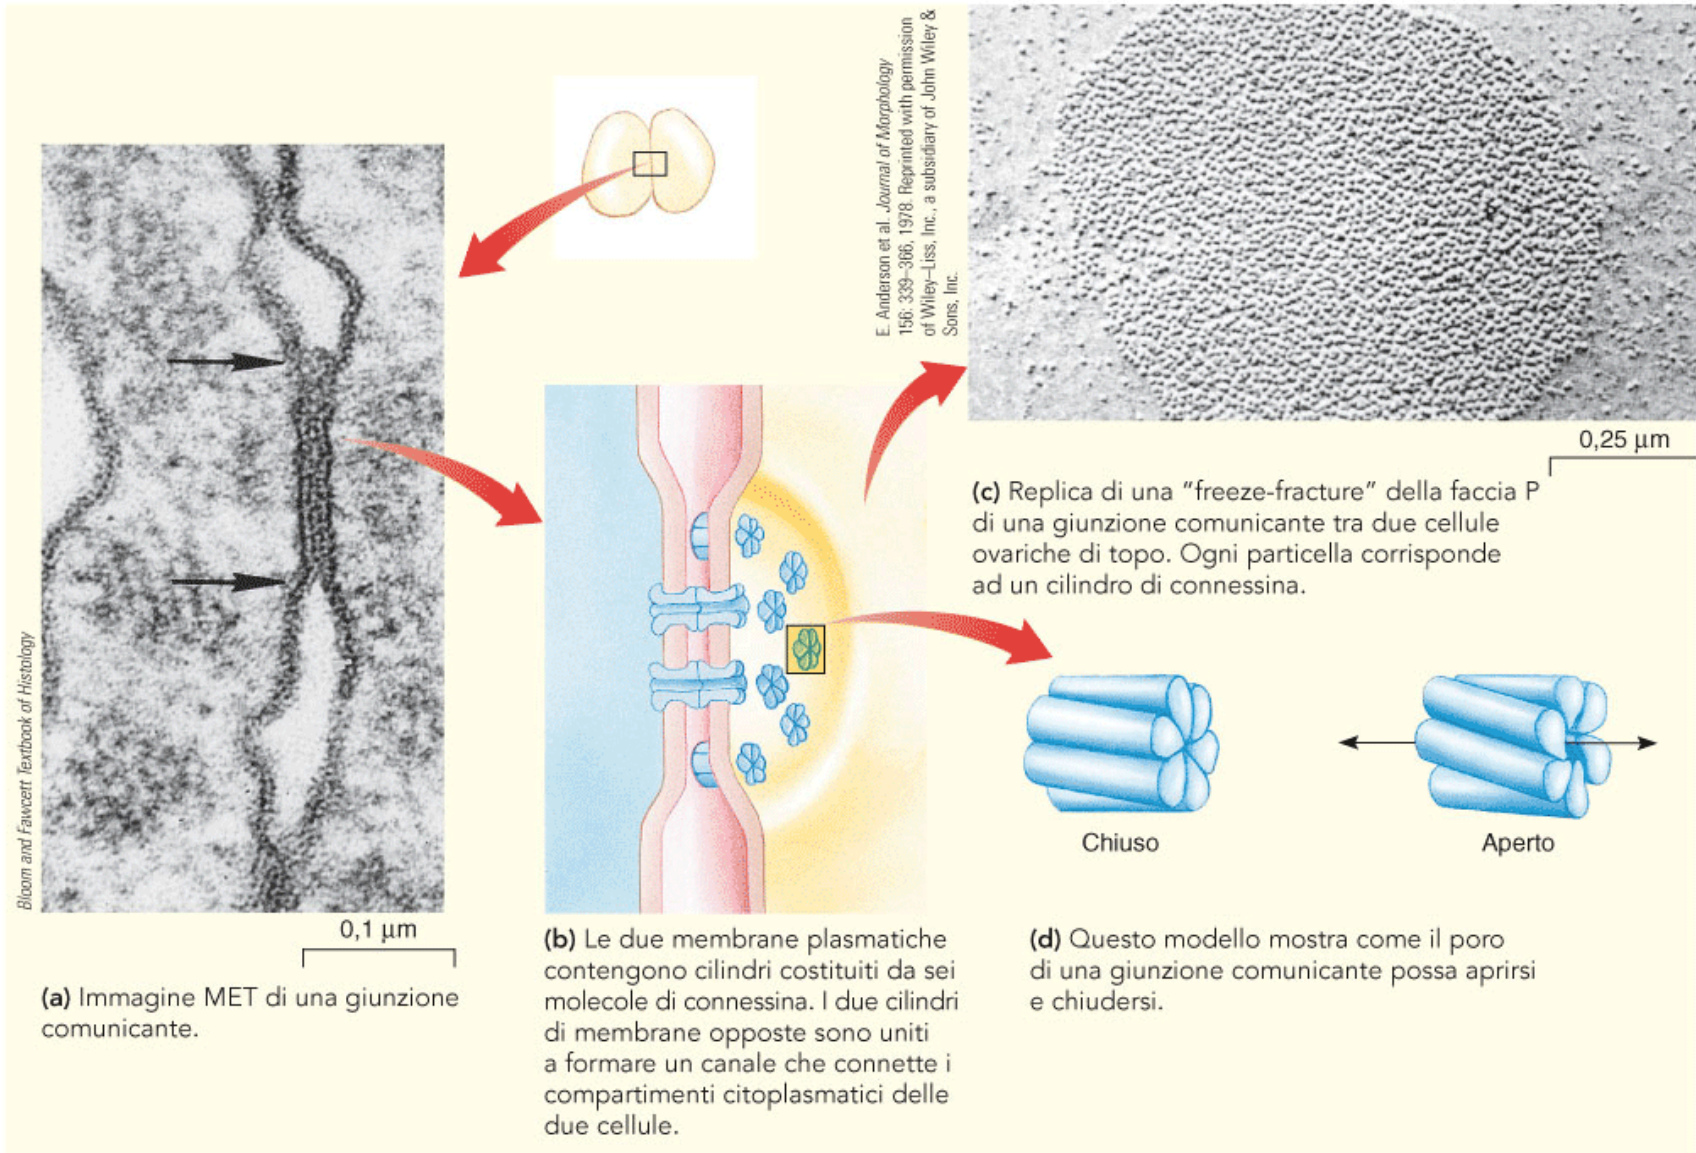 E. Anderson et al. Journal of Morphology
156: 339–366, 1978. Reprinted with permission
of Wiley–Liss, Inc., a subsidiary of John Wiley &
Sons, Inc.
Bloom and Fawcett Textbook of Histology
0,1 μm
(a) Immagine MET di una giunzione
comunicante.
(b) Le due membrane plasmatiche
contengono cilindri costituiti da sei
molecole di connessina. I due cilindri
di membrane opposte sono uniti
a formare un canale che connette i
compartimenti citoplasmatici delle
due cellule.
0,25 μm
(c) Replica di una “freeze-fracture” della faccia P
di una giunzione comunicante tra due cellule
ovariche di topo. Ogni particella corrisponde
ad un cilindro di connessina.
Chiuso
Aperto
(d) Questo modello mostra come il poro
di una giunzione comunicante possa aprirsi
e chiudersi.